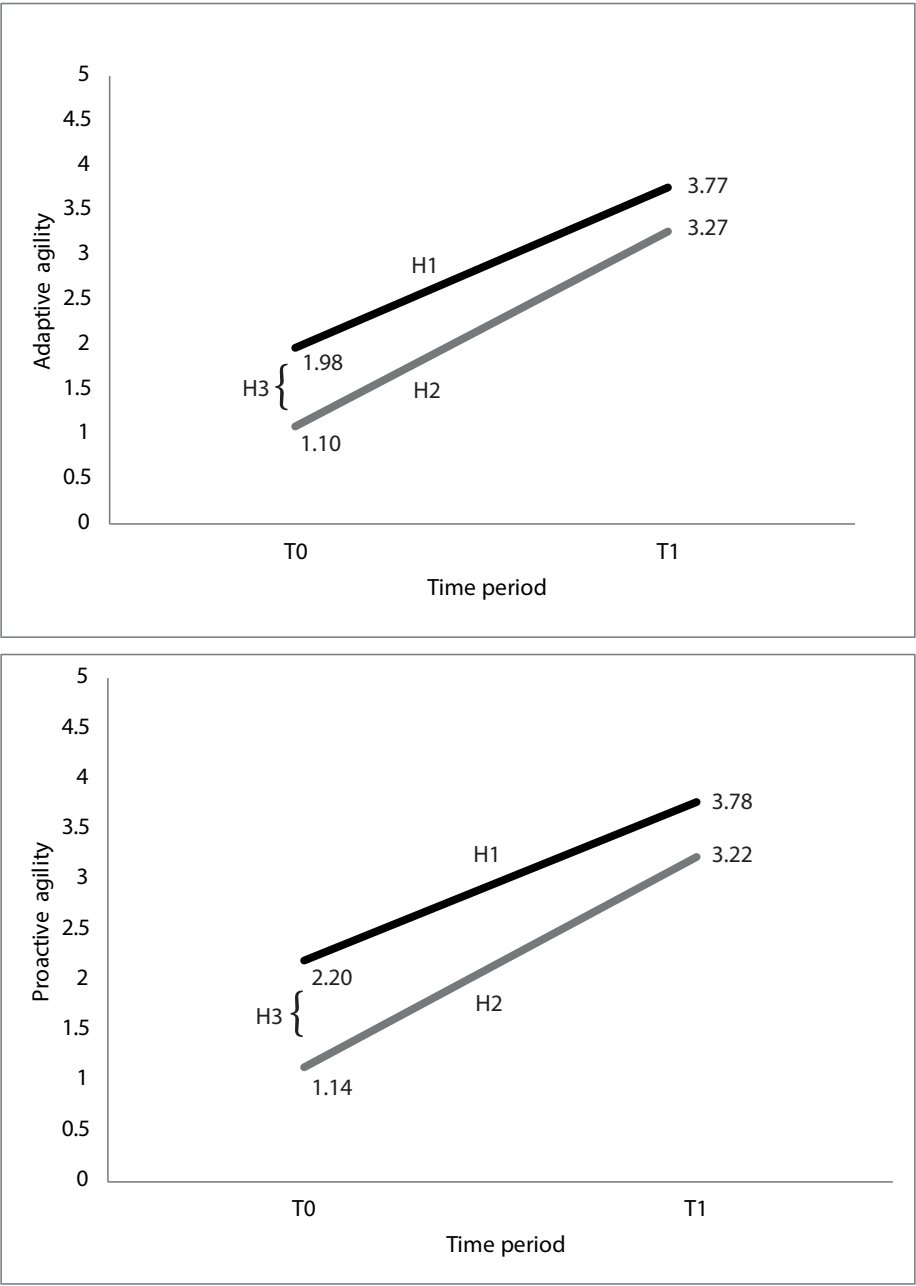 5
4.5
4
3.5
3
2.5
2
1.5
1
0.5
0
Adaptive agility
H1
H2
H3 {
3.77
3.27
1.98
1.10
T0 T1
Time period
5
4.5
4
3.5
3
2.5
2
1.5
1
0.5
0
Proactive agility
H1
H2
H3 {
3.78
3.22
2.20
1.14
T0 T1
Time period